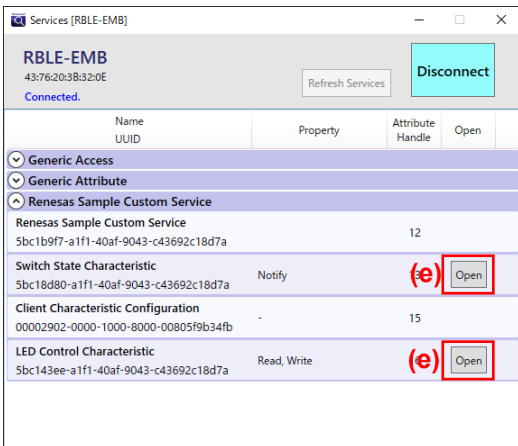 Services [RBLE-EMB]
RBLE-EMB
43:76:20:3B:32:0E
Connected.
Refresh Services
Disconnect
Name
UUID
Property
Attribute
Handle
Open
Generic Access
Generic Attribute
Renesas Sample Custom Service
Renesas Sample Custom Service
5bc1b9f7-a1f1-40af-9043-c43692c18d7a
12
Switch State Characteristic
5bc18d80-a1f1-40af-9043-c43692c18d7a
Notify
(e)
Open
Client Characteristic Configuration
00002902-0000-1000-8000-00805f9b34fb
-
15
LED Control Characteristic
5bc143ee-a1f1-40af-9043-c43692c18d7a
Read, Write
(e)
Open